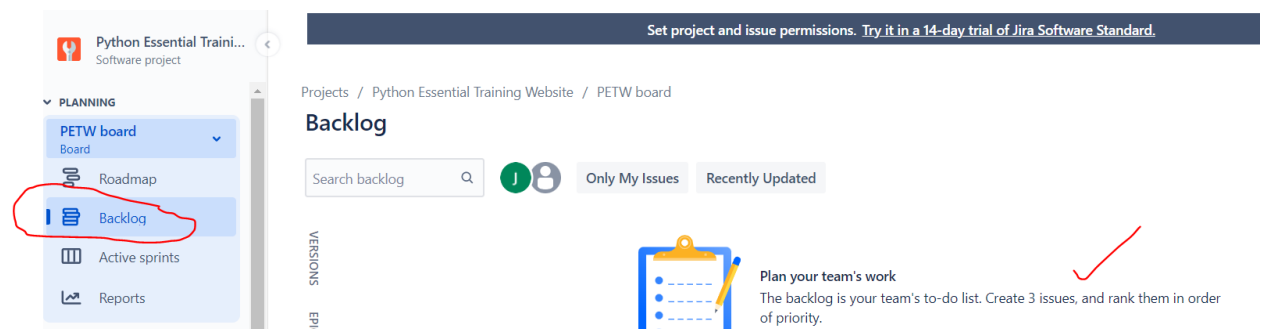 Python Essential Traini...
Software project
PLANNING
PETW board
Board
Roadmap
Backlog
Active sprints
Reports
Set project and issue permissions. Try it in a 14-day trial of Jira Software Standard.
Projects / Python Essential Training Website / PETW board
Backlog
Search backlog
J
Only My Issues
Recently Updated
VERSIONS
Plan your team's work
The backlog is your team's to-do list. Create 3 issues, and rank them in order
of priority.